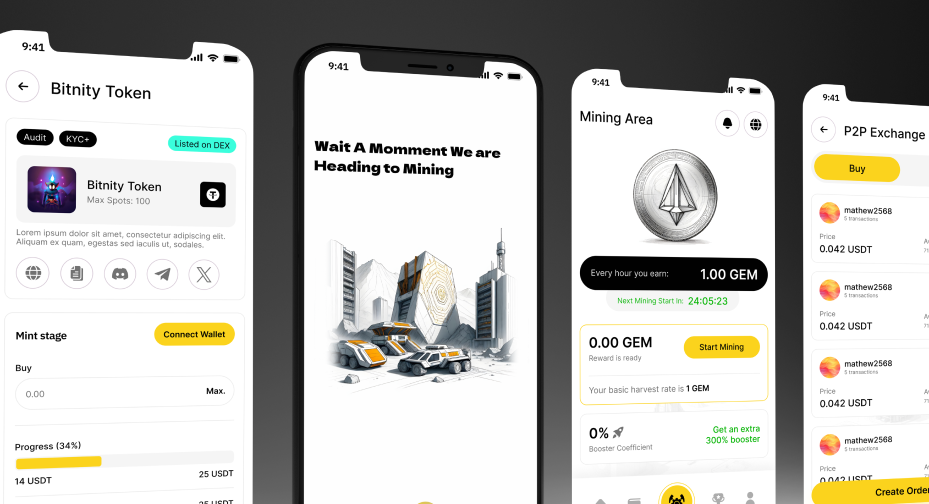 9:41
Bitnity Token
Audit
KYC+
Listed on DEX
Bitnity Token
Max Spots: 100
Lorem ipsum dolor sit amet, consectetur adipiscing elit.
Aliquam ex quam, egestas sed iaculis ut, sodales.
Mint stage
Connect Wallet
Buy
0.00
Max.
Progress (34%)
14 USDT
25 USDT
9:41
Wait A Momment We are
Heading to Mining
9:41
Mining Area
Every hour you earn:
1.00 GEM
Next Mining Start In: 24:05:23
0.00 GEM
Reward is ready
Start Mining
Your basic harvest rate is 1 GEM
0%
Booster Coefficient
Get an extra
300% booster
9:41
P2P Exchange
Buy
mathew2568
5 transactions
Price
0.042 USDT
mathew2568
5 transactions
Price
0.042 USDT
mathew2568
5 transactions
Price
0.042 USDT
mathew2568
5 transactions
Price
0.042 USDT
Create Order